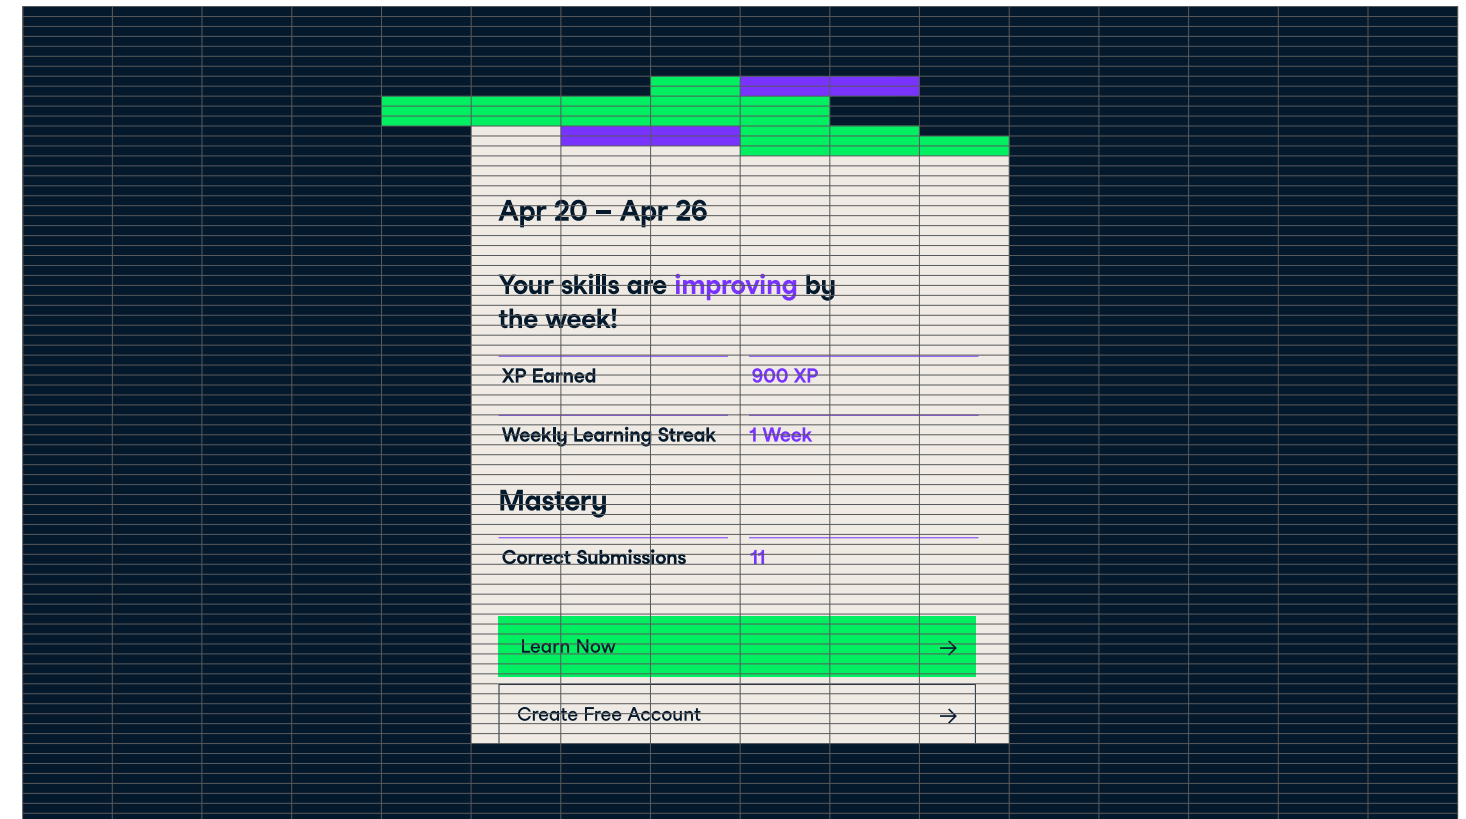 Apr 20 – Apr 26
Your skills are improving by
the week!
XP Earned 900 XP
Weekly Learning Streak 1 Week
Mastery
Correct Submissions 11
Learn Now →
Create Free Account →